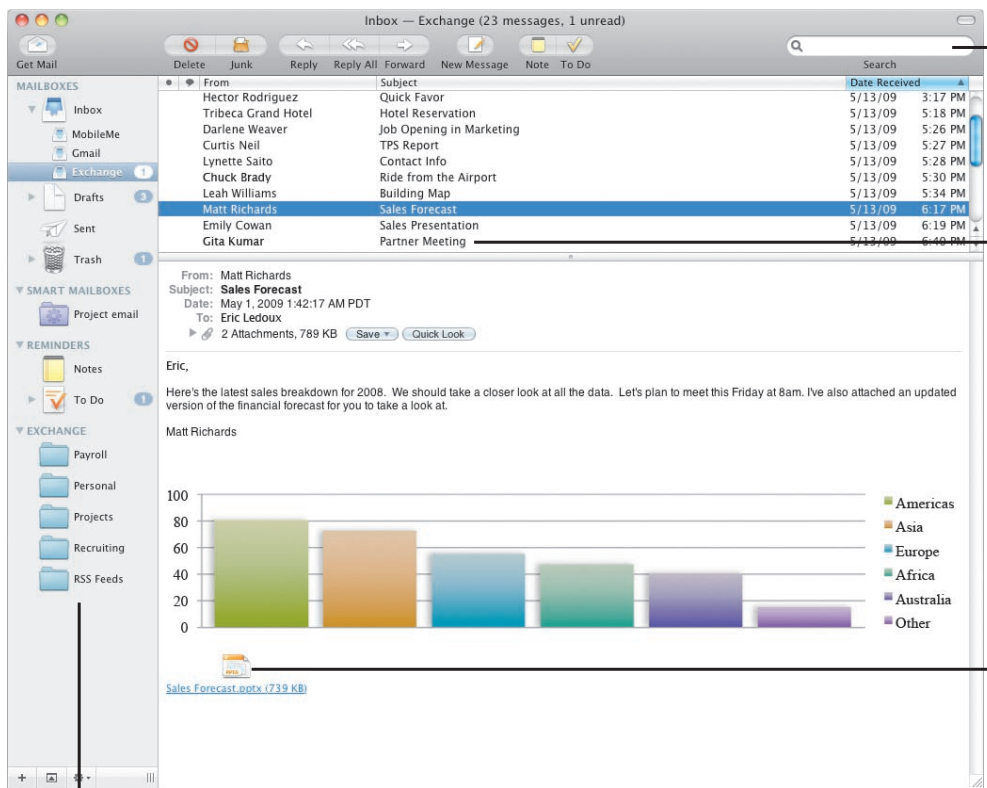 Inbox — Exchange (23 messages, 1 unread)
Get Mail Delete Junk Reply Reply All Forward New Message Note To Do Search
MAILBOXES
Inbox
MobileMe
Gmail
Exchange 1
Drafts 3
Sent
Trash 1
SMART MAILBOXES
Project email
REMINDERS
Notes
To Do 1
EXCHANGE
Payroll
Personal
Projects
Recruiting
RSS Feeds
From Subject Date Received
Hector Rodriguez Quick Favor 5/13/09 3:17 PM
Tribeca Grand Hotel Hotel Reservation 5/13/09 5:18 PM
Darlene Weaver Job Opening in Marketing 5/13/09 5:26 PM
Curtis Neil TPS Report 5/13/09 5:27 PM
Lynette Saito Contact Info 5/13/09 5:28 PM
Chuck Brady Ride from the Airport 5/13/09 5:30 PM
Leah Williams Building Map 5/13/09 5:34 PM
Matt Richards Sales Forecast 5/13/09 6:17 PM
Emily Cowan Sales Presentation 5/13/09 6:19 PM
Gita Kumar Partner Meeting 5/13/09 6:40 PM
From: Matt Richards
Subject: Sales Forecast
Date: May 1, 2009 1:42:17 AM PDT
To: Eric Ledoux
2 Attachments, 789 KB Save Quick Look
Eric,
Here's the latest sales breakdown for 2008. We should take a closer look at all the data. Let's plan to meet this Friday at 8am. I've also attached an updated
version of the financial forecast for you to take a look at.
Matt Richards
100
80
60
40
20
0
Americas
Asia
Europe
Africa
Australia
Other
PPTX
Sales Forecast.pptx (739 KB)